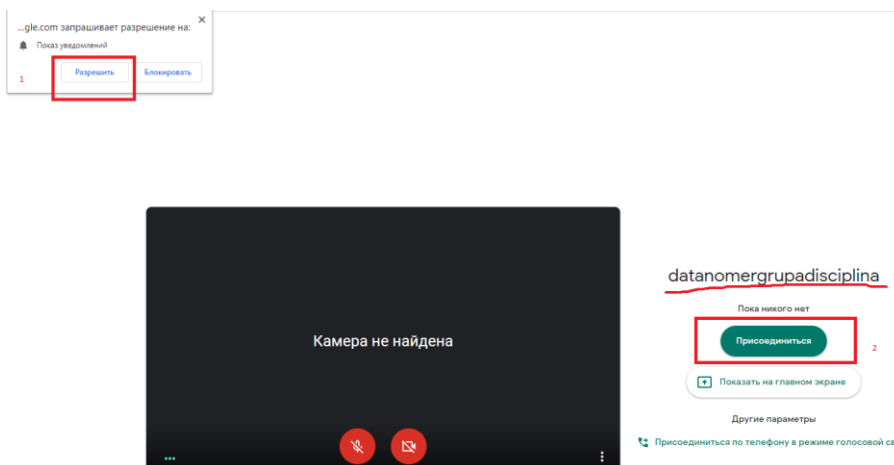 ...gle.com запрашивает разрешение на:
Показ уведомлений
1
Разрешить
Блокировать
datanomergrupadisciplina
Пока никого нет
Камера не найдена
Присоединиться
2
Показать на главном экране
Другие параметры
Присоединиться по телефону в режиме голосовой св